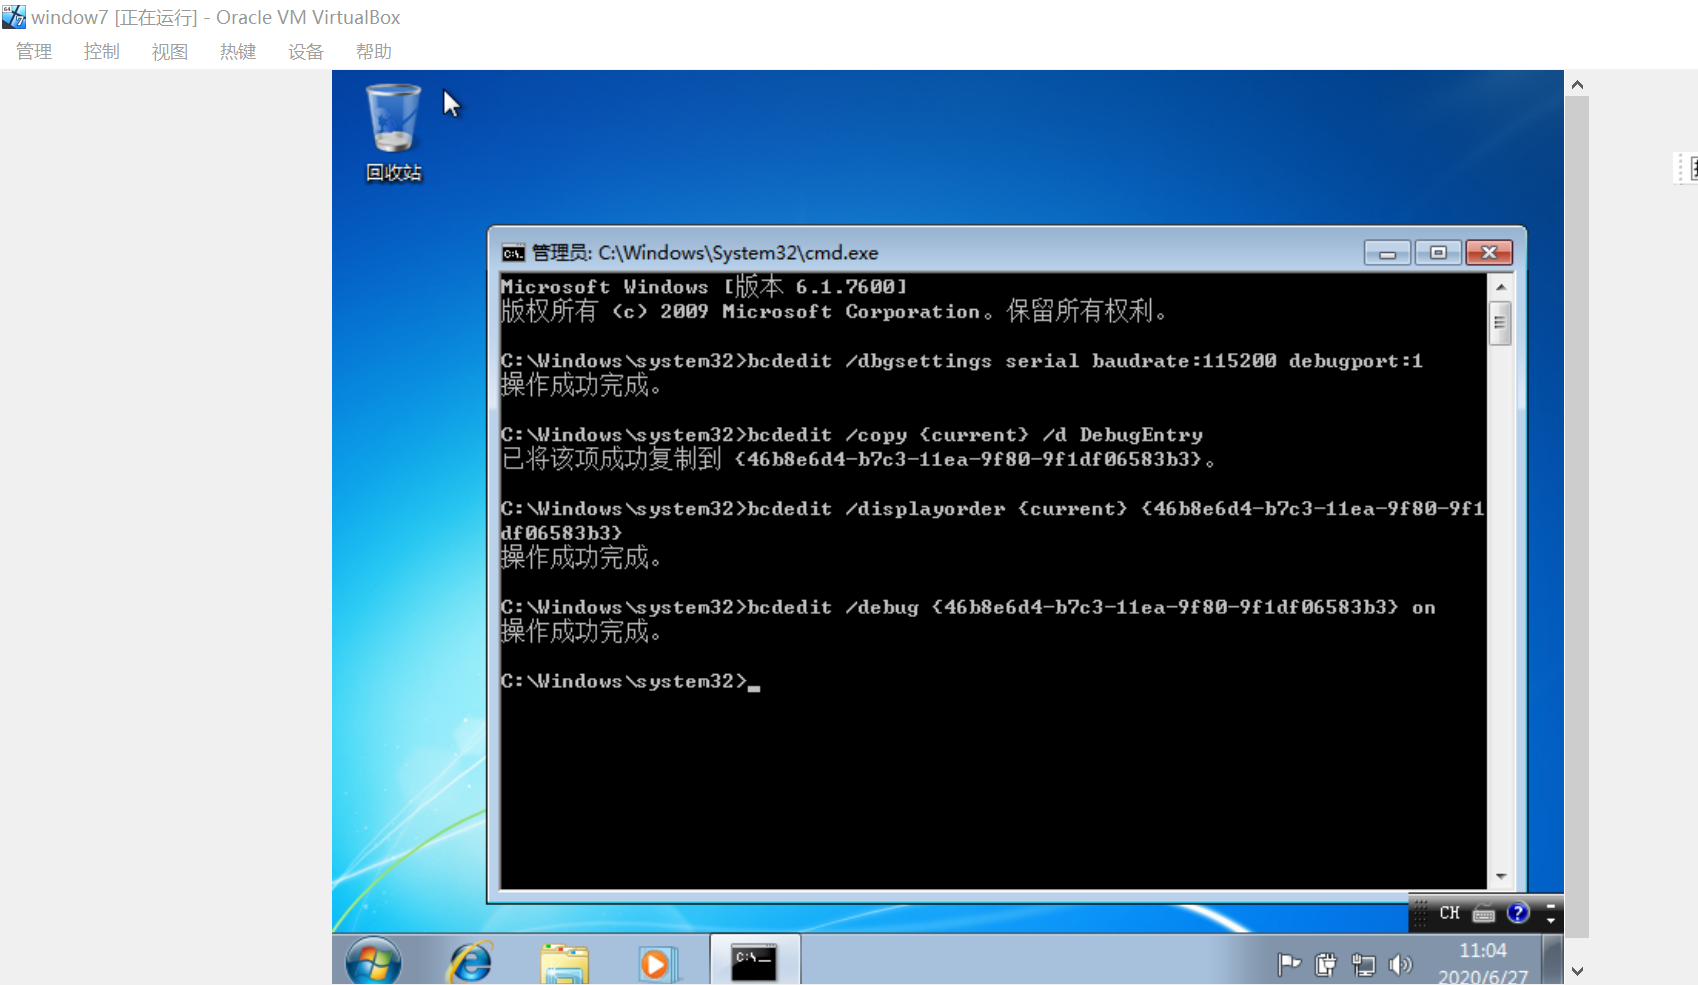 window7 [正在运行] - Oracle VM VirtualBox
管理 控制 视图 热键 设备 帮助
回收站
管理员: C:\Windows\System32\cmd.exe
Microsoft Windows [版本 6.1.7600]
版权所有 (c) 2009 Microsoft Corporation。保留所有权利。
C:\Windows\system32>bcdedit /dbgsettings serial baudrate:115200 debugport:1
操作成功完成。
C:\Windows\system32>bcdedit /copy {current} /d DebugEntry
已将该项成功复制到 {46b8e6d4-b7c3-11ea-9f80-9f1df06583b3}。
C:\Windows\system32>bcdedit /displayorder {current} {46b8e6d4-b7c3-11ea-9f80-9f1
df06583b3}
操作成功完成。
C:\Windows\system32>bcdedit /debug {46b8e6d4-b7c3-11ea-9f80-9f1df06583b3} on
操作成功完成。
C:\Windows\system32>
CH
11:04
2020/6/27